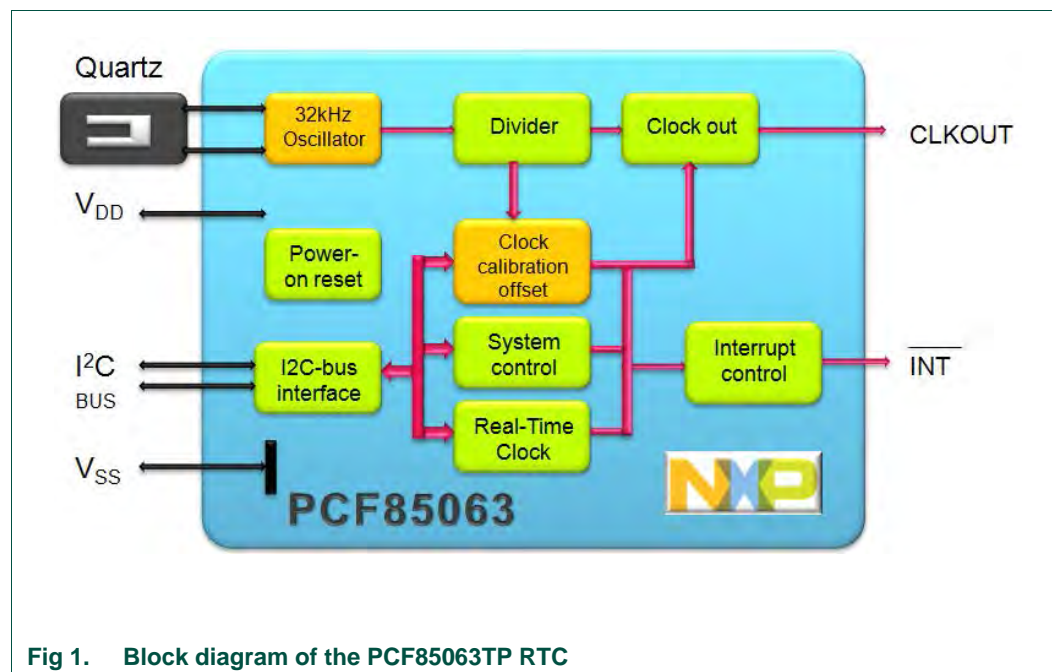 Quartz
32kHz
Oscillator
Divider
Clock out
CLKOUT
VDD
Power-
on reset
Clock
calibration
offset
I²C
BUS
I2C-bus
interface
System
control
Interrupt
control
INT
Real-Time
Clock
VSS
PCF85063
NXP
Fig 1. Block diagram of the PCF85063TP RTC